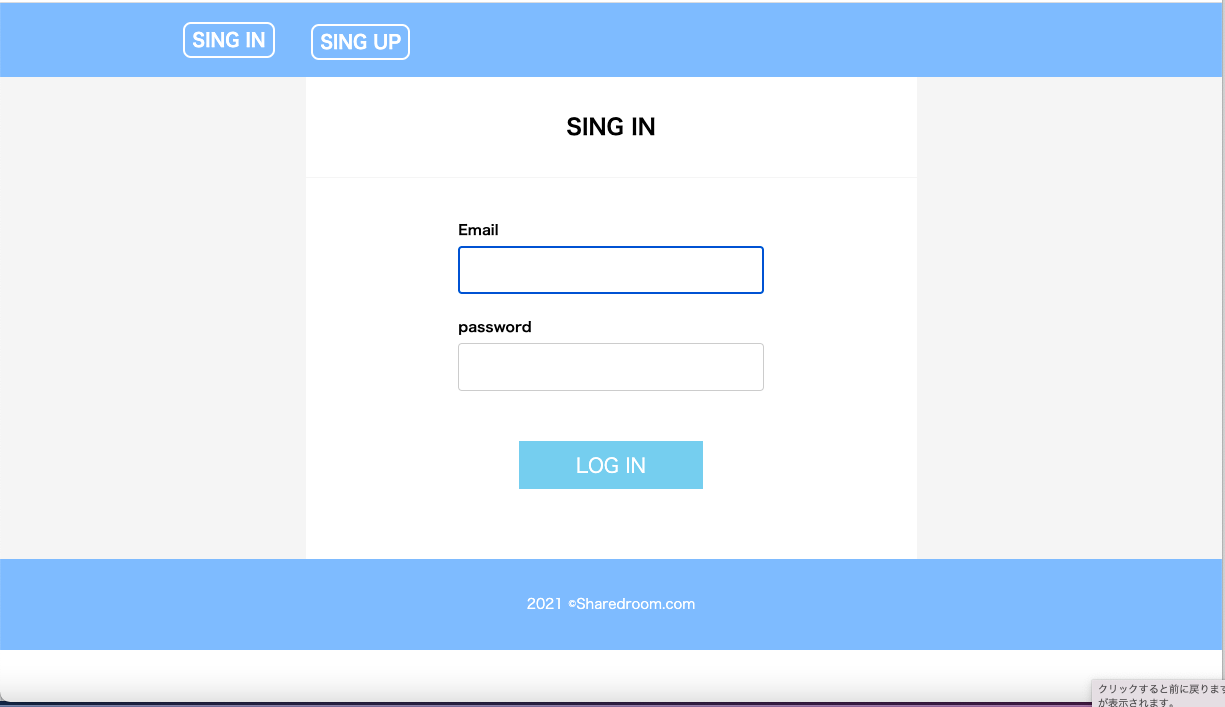 SING IN
SING UP
SING IN
Email
password
LOG IN
2021 ©Sharedroom.com
クリックすると前に戻ります
が表示されます。